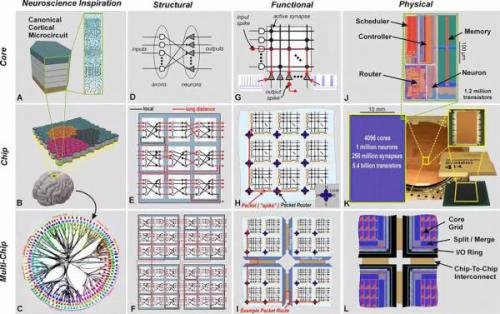 Neuroscience Inspiration
Structural
Functional
Physical
Core
Canonical
Cortical
Microcircuit
A
inputs
outputs
axons
neurons
D
input
spike
active synapse
output
spike
G
Scheduler
Controller
Router
Memory
Neuron
100 µm
1.2 million
transistors
J
Chip
B
local
long distance
E
Packet ("spike")
Packet Router
H
10 mm
4096 cores
1 million neurons
256 million synapses
5.4 billion transistors
K
Multi-Chip
C
F
Example Packet Route
I
Core
Grid
Split / Merge
I/O Ring
Chip-To-Chip
Interconnect
L